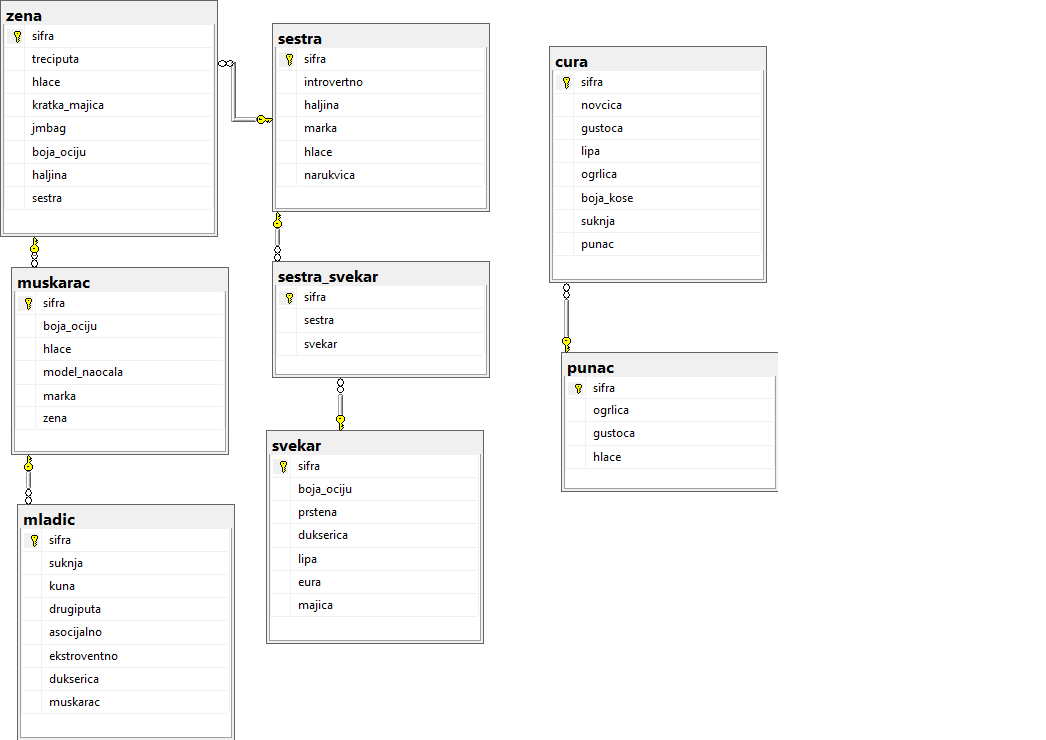 zena
sifra
treciputa
hlace
kratka_majica
jmbag
boja_ociju
haljina
sestra
muskarac
sifra
boja_ociju
hlace
model_naocala
marka
zena
mladic
sifra
suknja
kuna
drugiputa
asocijalno
ekstroventno
dukserica
muskarac
sestra
sifra
introvertno
haljina
marka
hlace
narukvica
sestra_svekar
sifra
sestra
svekar
svekar
sifra
boja_ociju
prstena
dukserica
lipa
eura
majica
cura
sifra
novcica
gustoca
lipa
ogrlica
boja_kose
suknja
punac
punac
sifra
ogrlica
gustoca
hlace